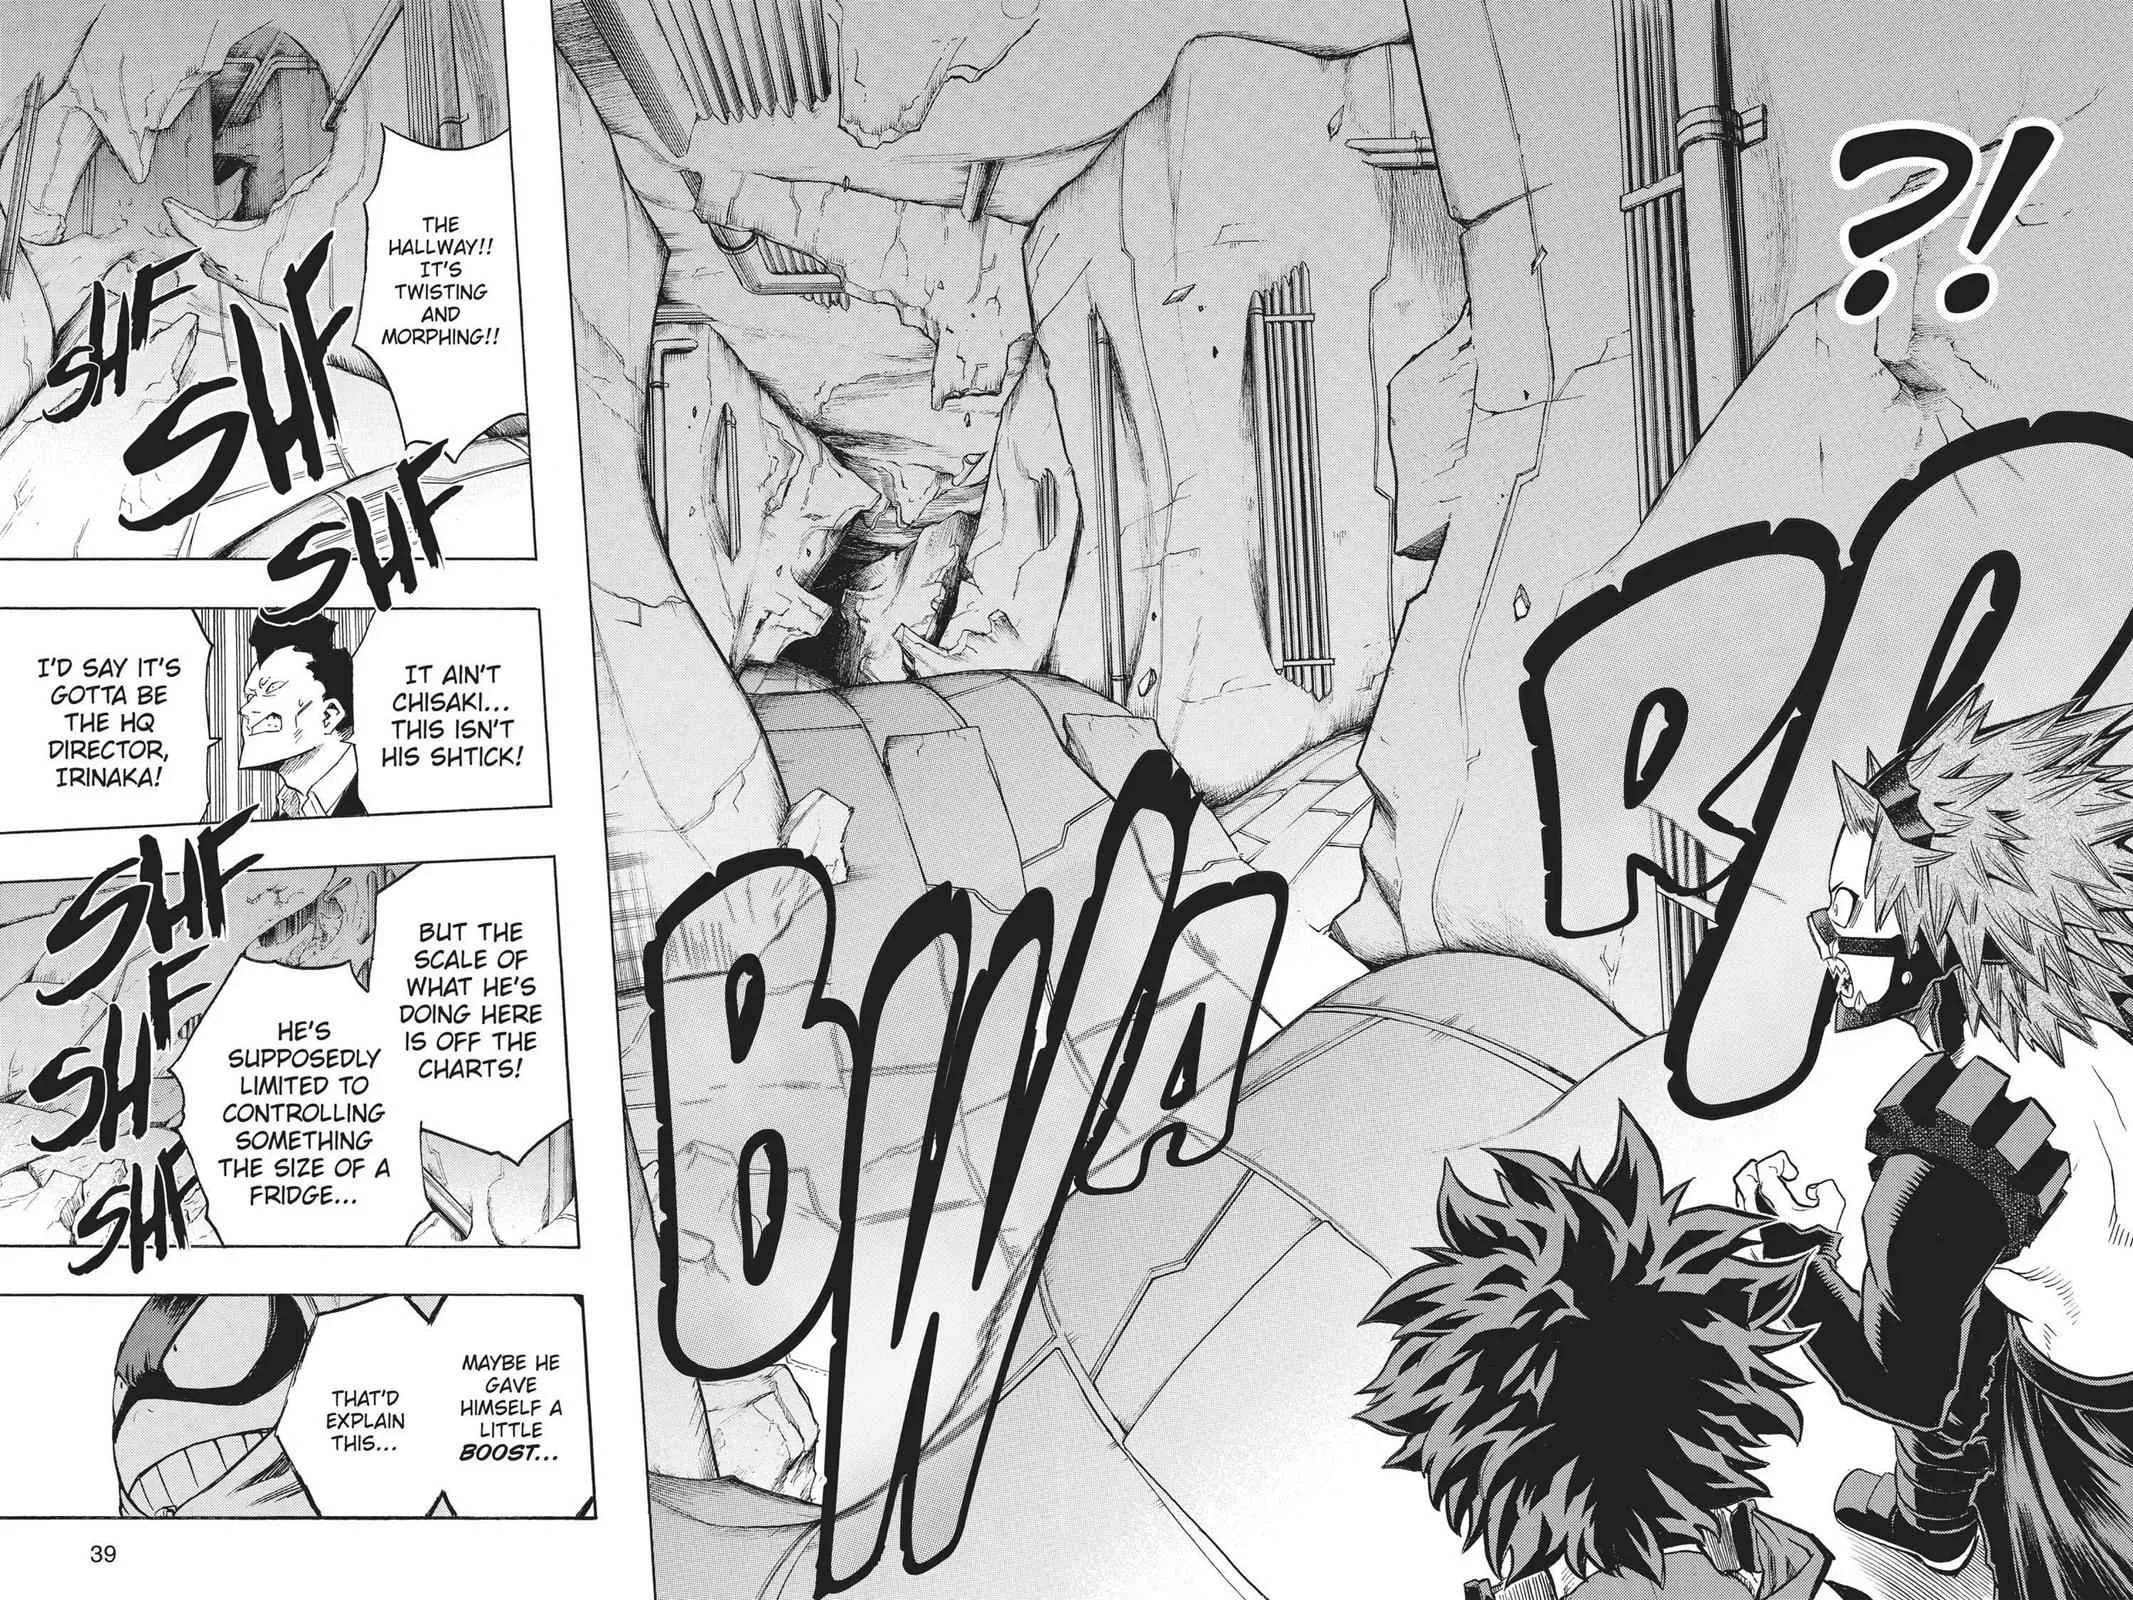 ?!
RR
BWA
THE
HALLWAY!!
IT'S
TWISTING
AND
MORPHING!!
SHF
SHF
SHF
IT AIN'T
CHISAKI...
THIS ISN'T
HIS SHTICK!
I'D SAY IT'S
GOTTA BE
THE HQ
DIRECTOR,
IRINAKA!
BUT THE
SCALE OF
WHAT HE'S
DOING HERE
IS OFF THE
CHARTS!
HE'S
SUPPOSEDLY
LIMITED TO
CONTROLLING
SOMETHING
THE SIZE OF A
FRIDGE...
SHF
SHF
SHF
MAYBE HE
GAVE
HIMSELF A
LITTLE
BOOST...
THAT'D
EXPLAIN
THIS...
39